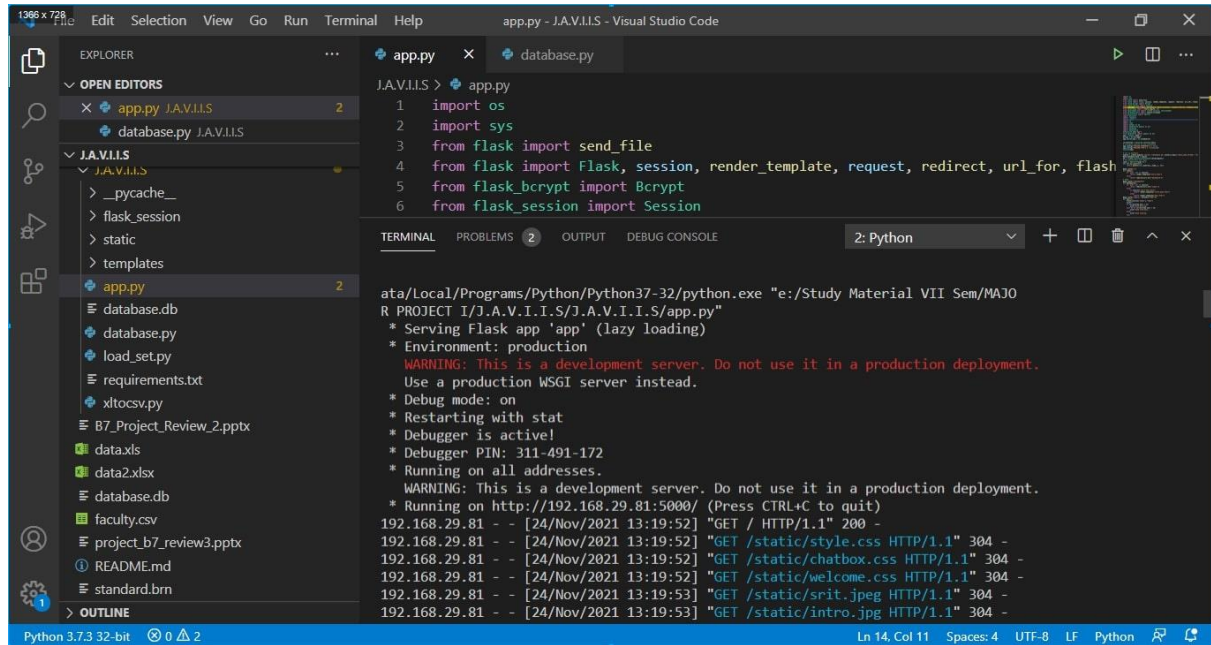 1366 x 728
File Edit Selection View Go Run Terminal Help app.py - J.A.V.I.I.S - Visual Studio Code
EXPLORER
OPEN EDITORS
app.py J.A.V.I.I.S 2
database.py J.A.V.I.I.S
J.A.V.I.I.S
J.A.V.I.I.S
__pycache__
flask_session
static
templates
app.py 2
database.db
database.py
load_set.py
requirements.txt
xltocsv.py
B7_Project_Review_2.pptx
data.xls
data2.xlsx
database.db
faculty.csv
project_b7_review3.pptx
README.md
standard.brn
OUTLINE
app.py database.py
J.A.V.I.I.S > app.py
1 import os
2 import sys
3 from flask import send_file
4 from flask import Flask, session, render_template, request, redirect, url_for, flash
5 from flask_bcrypt import Bcrypt
6 from flask_session import Session
TERMINAL PROBLEMS 2 OUTPUT DEBUG CONSOLE 2: Python
ata/Local/Programs/Python/Python37-32/python.exe "e:/Study Material VII Sem/MAJO
R PROJECT I/J.A.V.I.I.S/J.A.V.I.I.S/app.py"
* Serving Flask app 'app' (lazy loading)
* Environment: production
WARNING: This is a development server. Do not use it in a production deployment.
Use a production WSGI server instead.
* Debug mode: on
* Restarting with stat
* Debugger is active!
* Debugger PIN: 311-491-172
* Running on all addresses.
WARNING: This is a development server. Do not use it in a production deployment.
* Running on http://192.168.29.81:5000/ (Press CTRL+C to quit)
192.168.29.81 - - [24/Nov/2021 13:19:52] "GET / HTTP/1.1" 200 -
192.168.29.81 - - [24/Nov/2021 13:19:52] "GET /static/style.css HTTP/1.1" 304 -
192.168.29.81 - - [24/Nov/2021 13:19:52] "GET /static/chatbox.css HTTP/1.1" 304 -
192.168.29.81 - - [24/Nov/2021 13:19:52] "GET /static/welcome.css HTTP/1.1" 304 -
192.168.29.81 - - [24/Nov/2021 13:19:53] "GET /static/srit.jpeg HTTP/1.1" 304 -
192.168.29.81 - - [24/Nov/2021 13:19:53] "GET /static/intro.jpg HTTP/1.1" 304 -
1
Python 3.7.3 32-bit 0 2 Ln 14, Col 11 Spaces: 4 UTF-8 LF Python